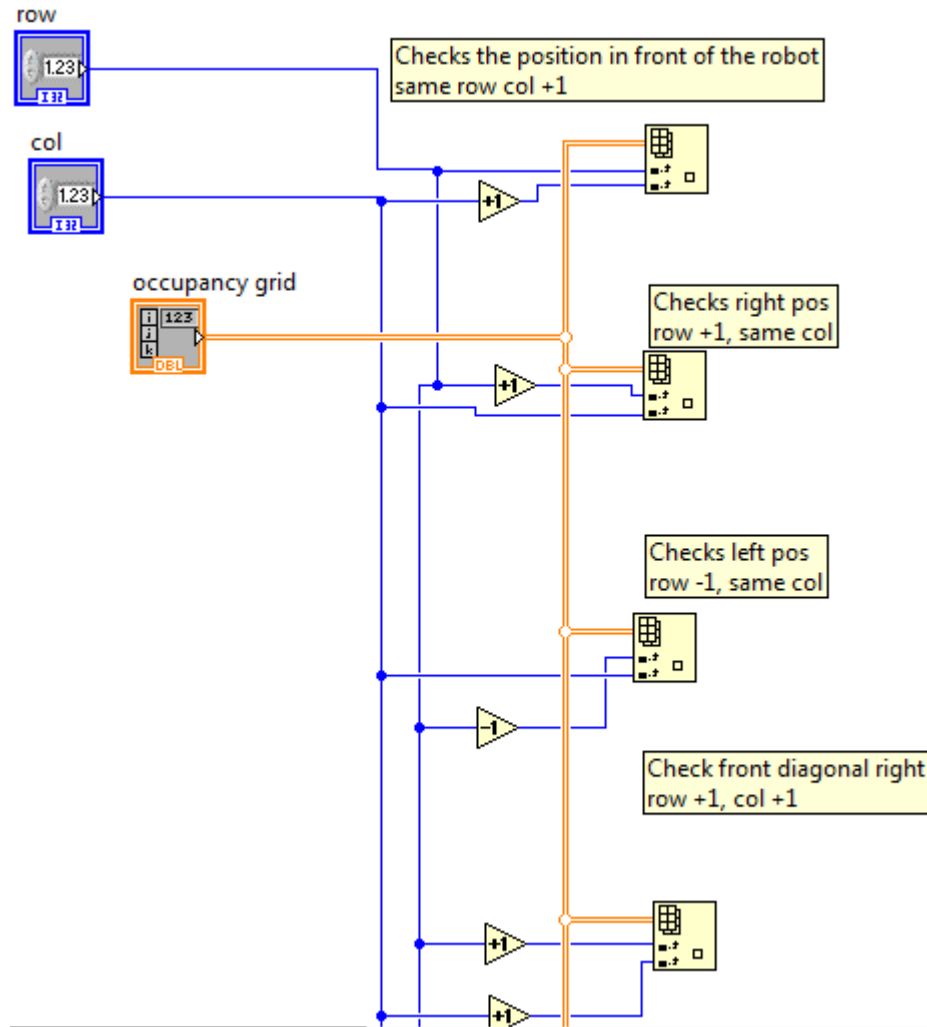 row
1.23
I32
Checks the position in front of the robot
same row col +1
col
1.23
I32
+1
occupancy grid
i
123
j
k
DBL
Checks right pos
row +1, same col
+1
Checks left pos
row -1, same col
-1
Check front diagonal right
row +1, col +1
+1
+1